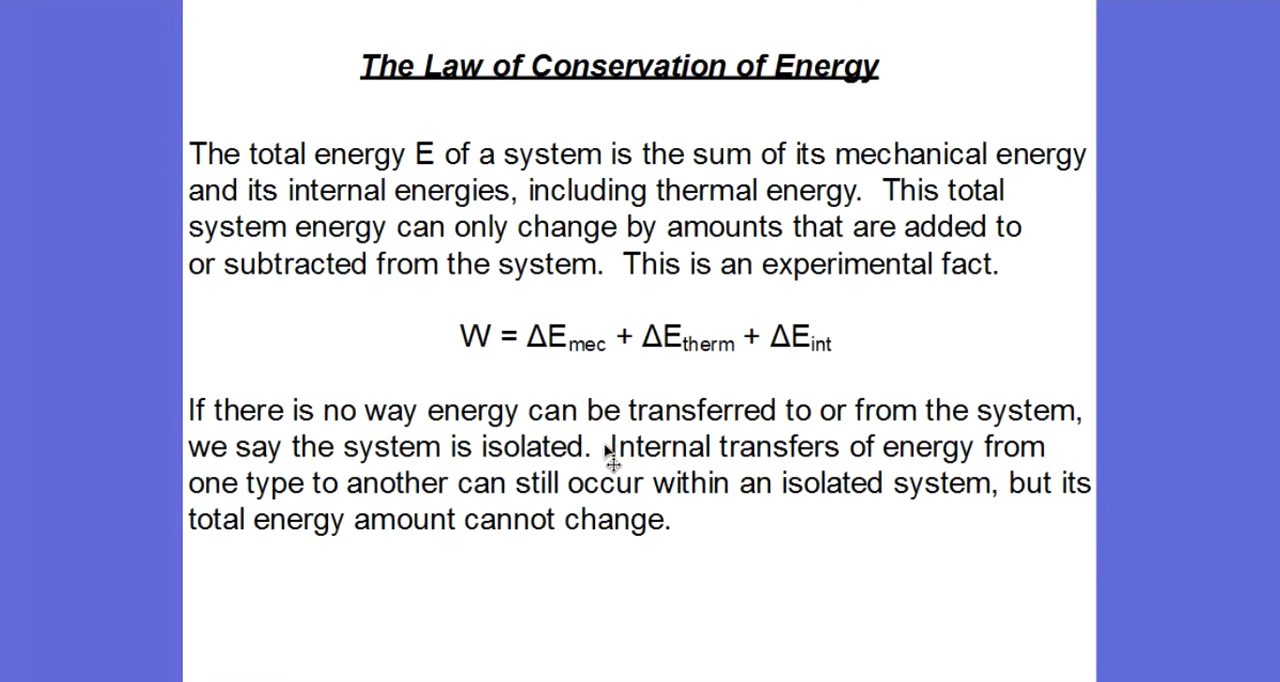 The Law of Conservation of Energy
The total energy E of a system is the sum of its mechanical energy
and its internal energies, including thermal energy.  This total
system energy can only change by amounts that are added to
or subtracted from the system.  This is an experimental fact.
W = ΔEmec + ΔEtherm + ΔEint
If there is no way energy can be transferred to or from the system,
we say the system is isolated.  Internal transfers of energy from
one type to another can still occur within an isolated system, but its
total energy amount cannot change.